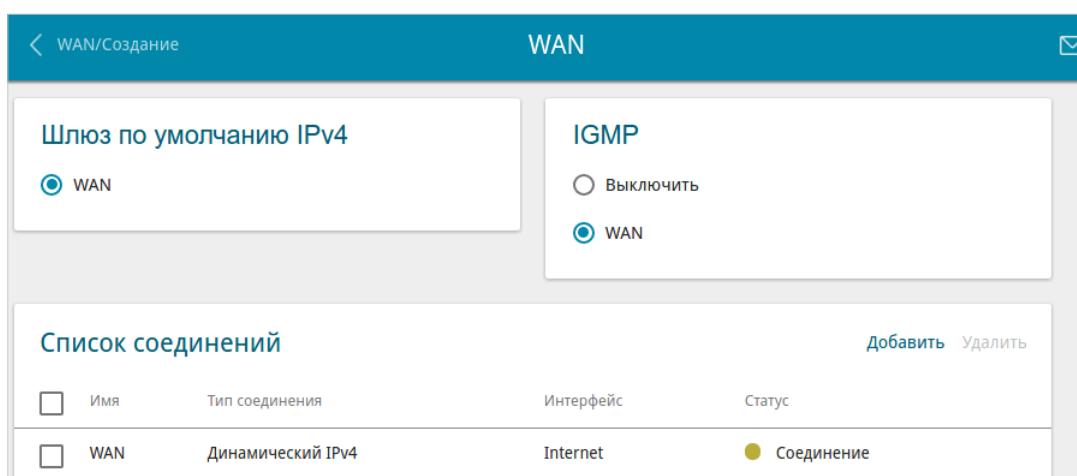 WAN/Создание
WAN
Шлюз по умолчанию IPv4
WAN
IGMP
Выключить
WAN
Список соединений
Добавить Удалить
Имя Тип соединения Интерфейс Статус
WAN Динамический IPv4 Internet Соединение